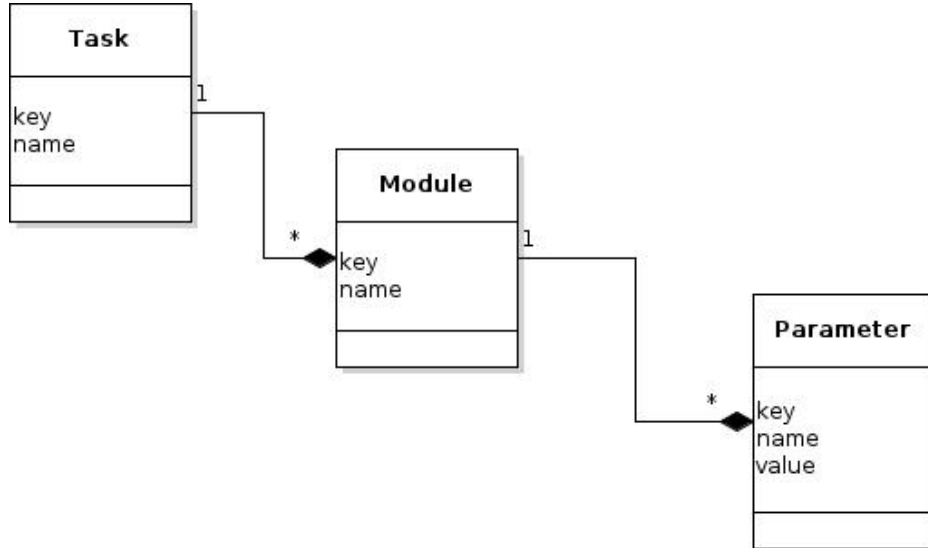 Task
1
key
name
Module
*
1
key
name
Parameter
*
key
name
value